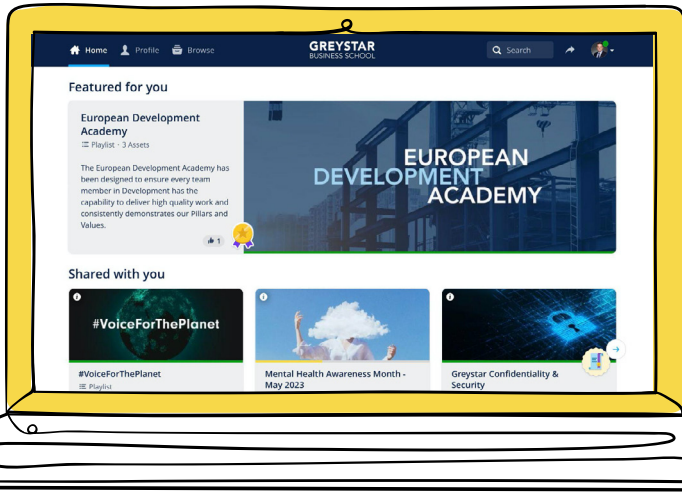 Home Profile Browse
GREYSTAR
BUSINESS SCHOOL
Search
Featured for you
European Development
Academy
Playlist · 3 Assets
The European Development Academy has
been designed to ensure every team
member in Development has the
capability to deliver high quality work and
consistently demonstrates our Pillars and
Values.
1
EUROPEAN
DEVELOPMENT
ACADEMY
Shared with you
#VoiceForThePlanet
#VoiceForThePlanet
Playlist
Mental Health Awareness Month -
May 2023
Greystar Confidentiality &
Security